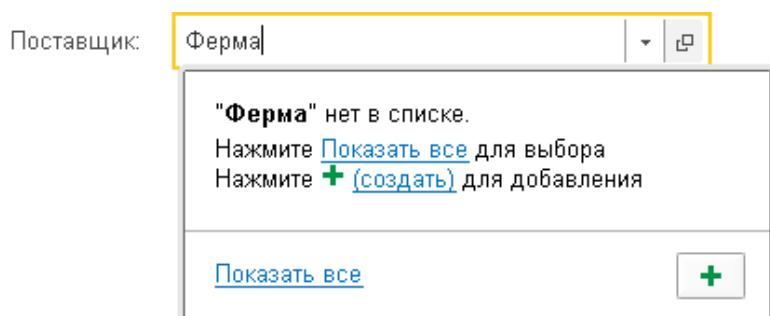 Поставщик: Ферма
"Ферма" нет в списке.
Нажмите Показать все для выбора
Нажмите + (создать) для добавления
Показать все